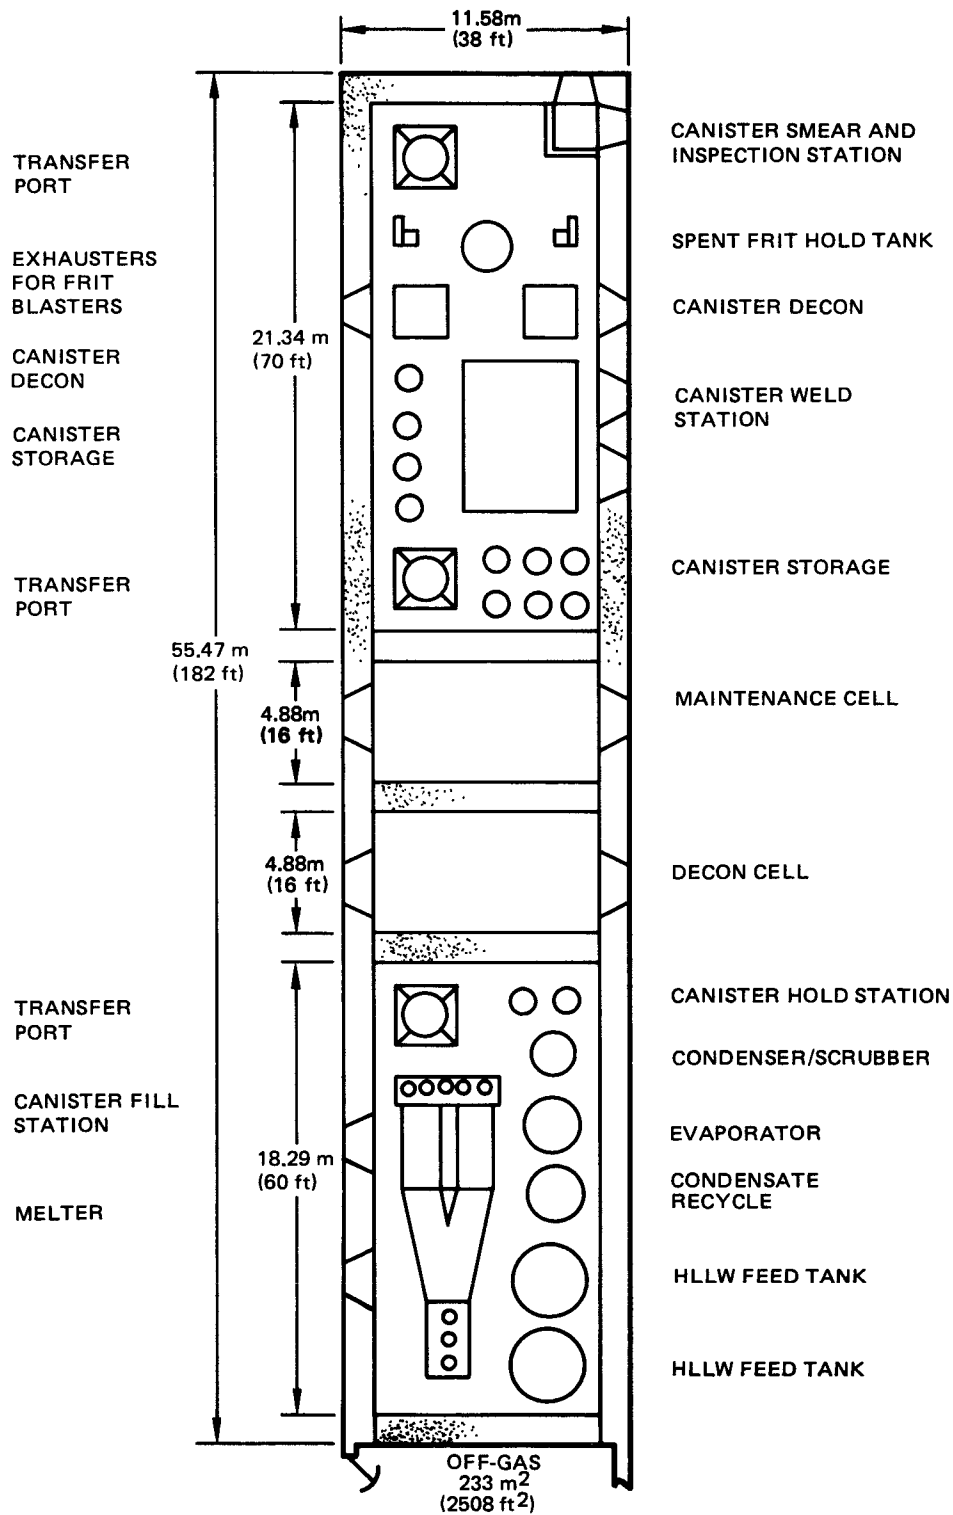 11.58m
(38 ft)
TRANSFER
PORT
EXHAUSTERS
FOR FRIT
BLASTERS
CANISTER
DECON
CANISTER
STORAGE
TRANSFER
PORT
TRANSFER
PORT
CANISTER FILL
STATION
MELTER
55.47 m
(182 ft)
21.34 m
(70 ft)
4.88m
(16 ft)
4.88m
(16 ft)
18.29 m
(60 ft)
CANISTER SMEAR AND
INSPECTION STATION
SPENT FRIT HOLD TANK
CANISTER DECON
CANISTER WELD
STATION
CANISTER STORAGE
MAINTENANCE CELL
DECON CELL
CANISTER HOLD STATION
CONDENSER/SCRUBBER
EVAPORATOR
CONDENSATE
RECYCLE
HLLW FEED TANK
HLLW FEED TANK
OFF-GAS
233 m²
(2508 ft²)